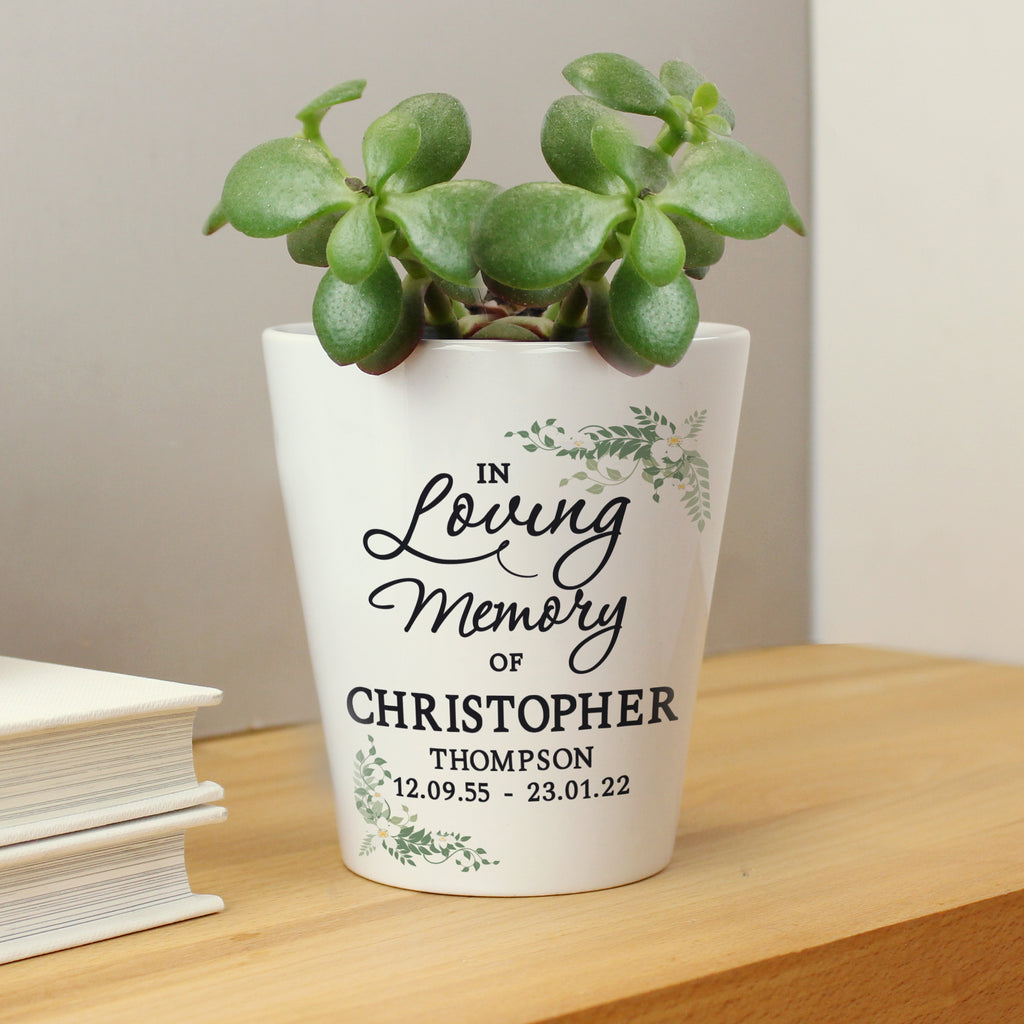 IN
Loving
Memory
OF
CHRISTOPHER
THOMPSON
12.09.55 - 23.01.22